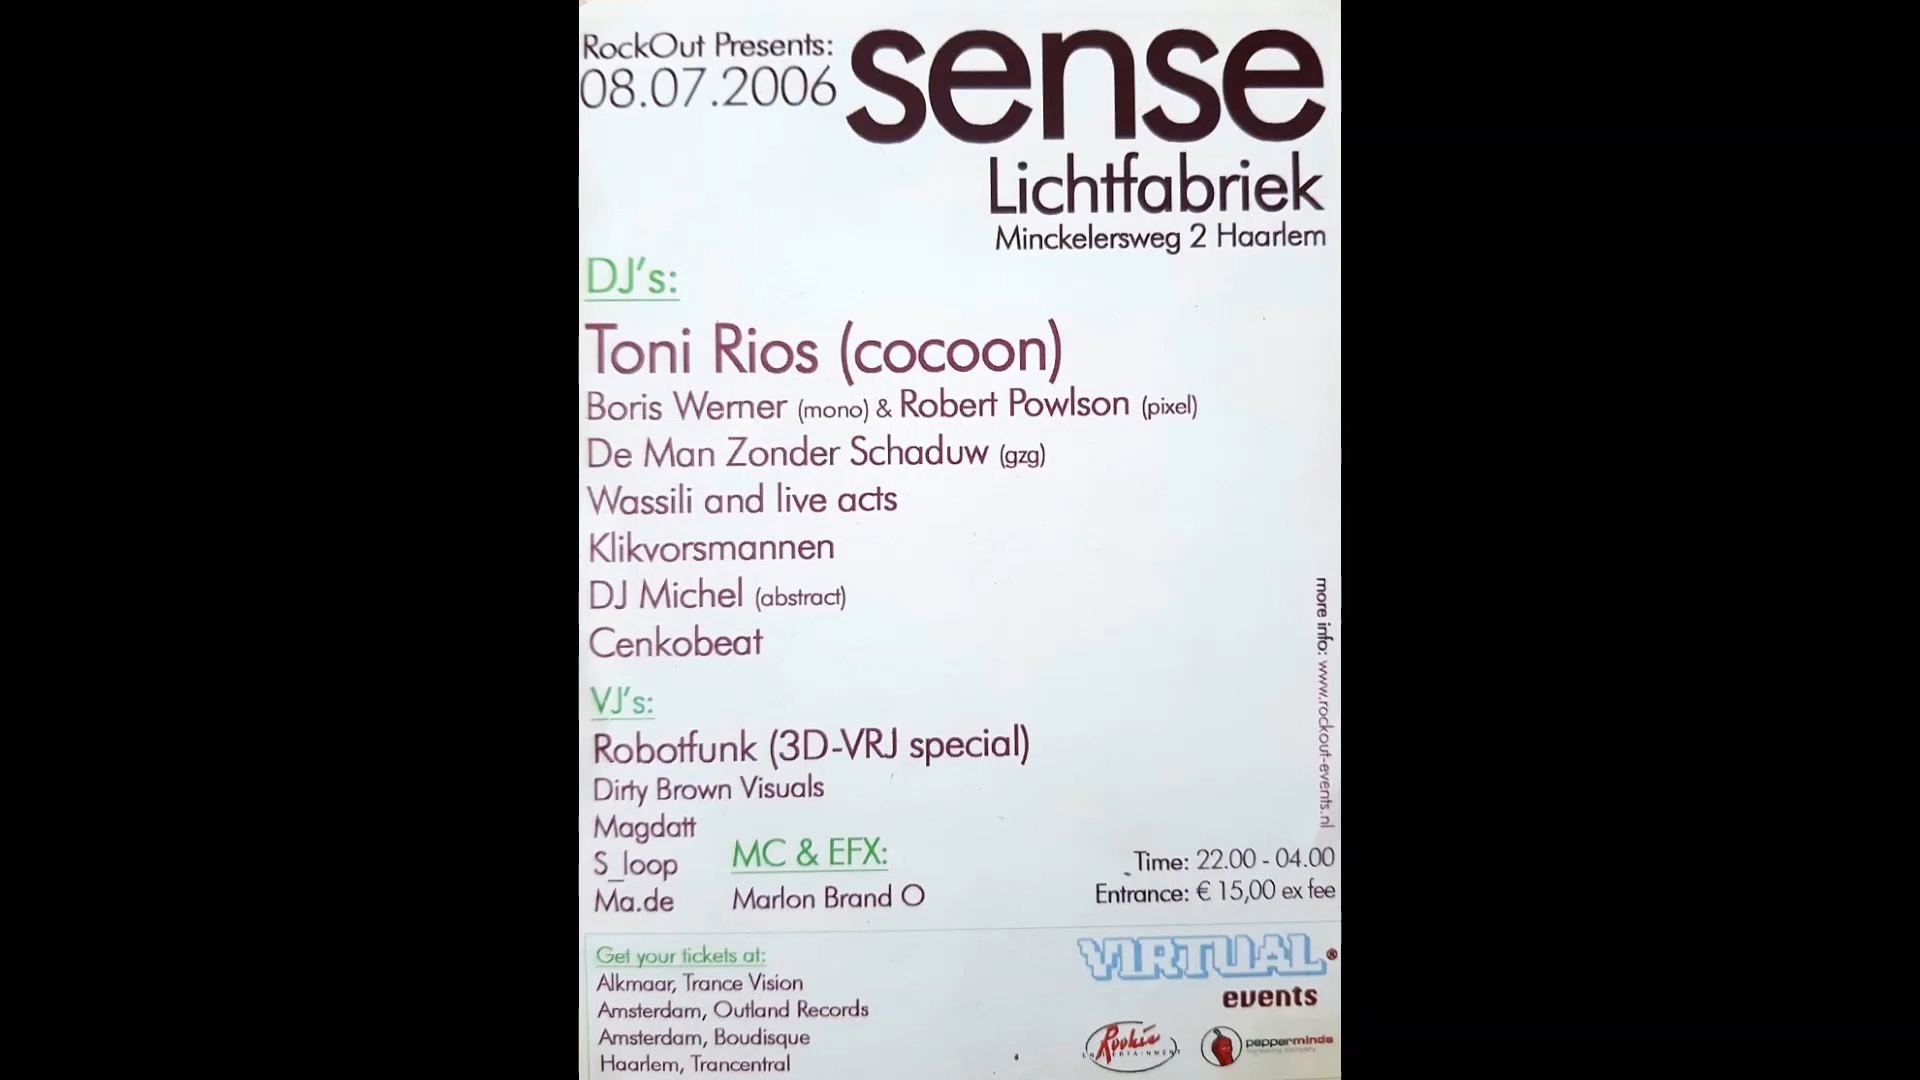 RockOut Presents:
08.07.2006
sense
Lichtfabriek
Minckelersweg 2 Haarlem
DJ's:
Toni Rios (cocoon)
Boris Werner (mono) & Robert Powlson (pixel)
De Man Zonder Schaduw (gzg)
Wassili and live acts
Klikvorsmannen
DJ Michel (abstract)
Cenkobeat
VJ's:
Robotfunk (3D-VRJ special)
Dirty Brown Visuals
Magdatt
S_loop
Ma.de
MC & EFX:
Marlon Brand O
more info: www.rockout-events.nl
Time: 22.00 - 04.00
Entrance: € 15,00 ex fee
Get your tickets at:
Alkmaar, Trance Vision
Amsterdam, Outland Records
Amsterdam, Boudisque
Haarlem, Trancentral
VIRTUAL®
events
Rookie
ENTERTAINMENT
pepperminds